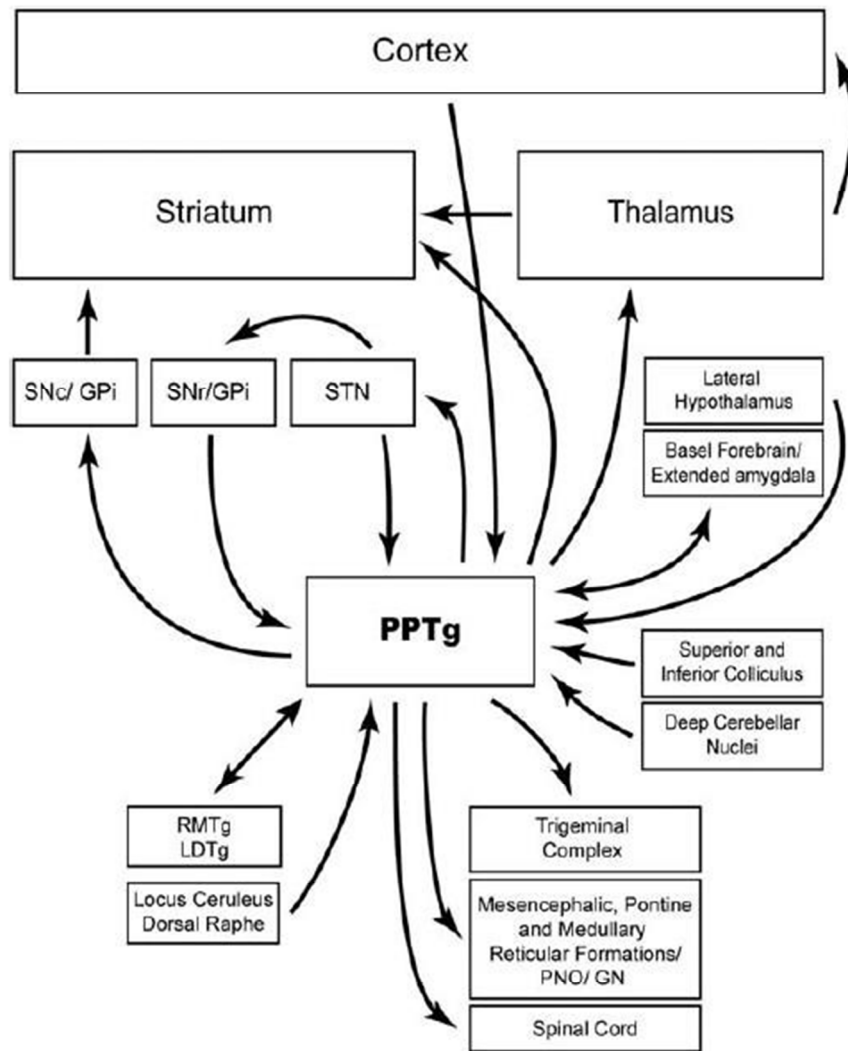 Cortex
Striatum
Thalamus
SNc/ GPi
SNr/GPi
STN
Lateral
Hypothalamus
Basel Forebrain/
Extended amygdala
PPTg
Superior and
Inferior Colliculus
Deep Cerebellar
Nuclei
RMTg
LDTg
Locus Ceruleus
Dorsal Raphe
Trigeminal
Complex
Mesencephalic, Pontine
and Medullary
Reticular Formations/
PNO/ GN
Spinal Cord